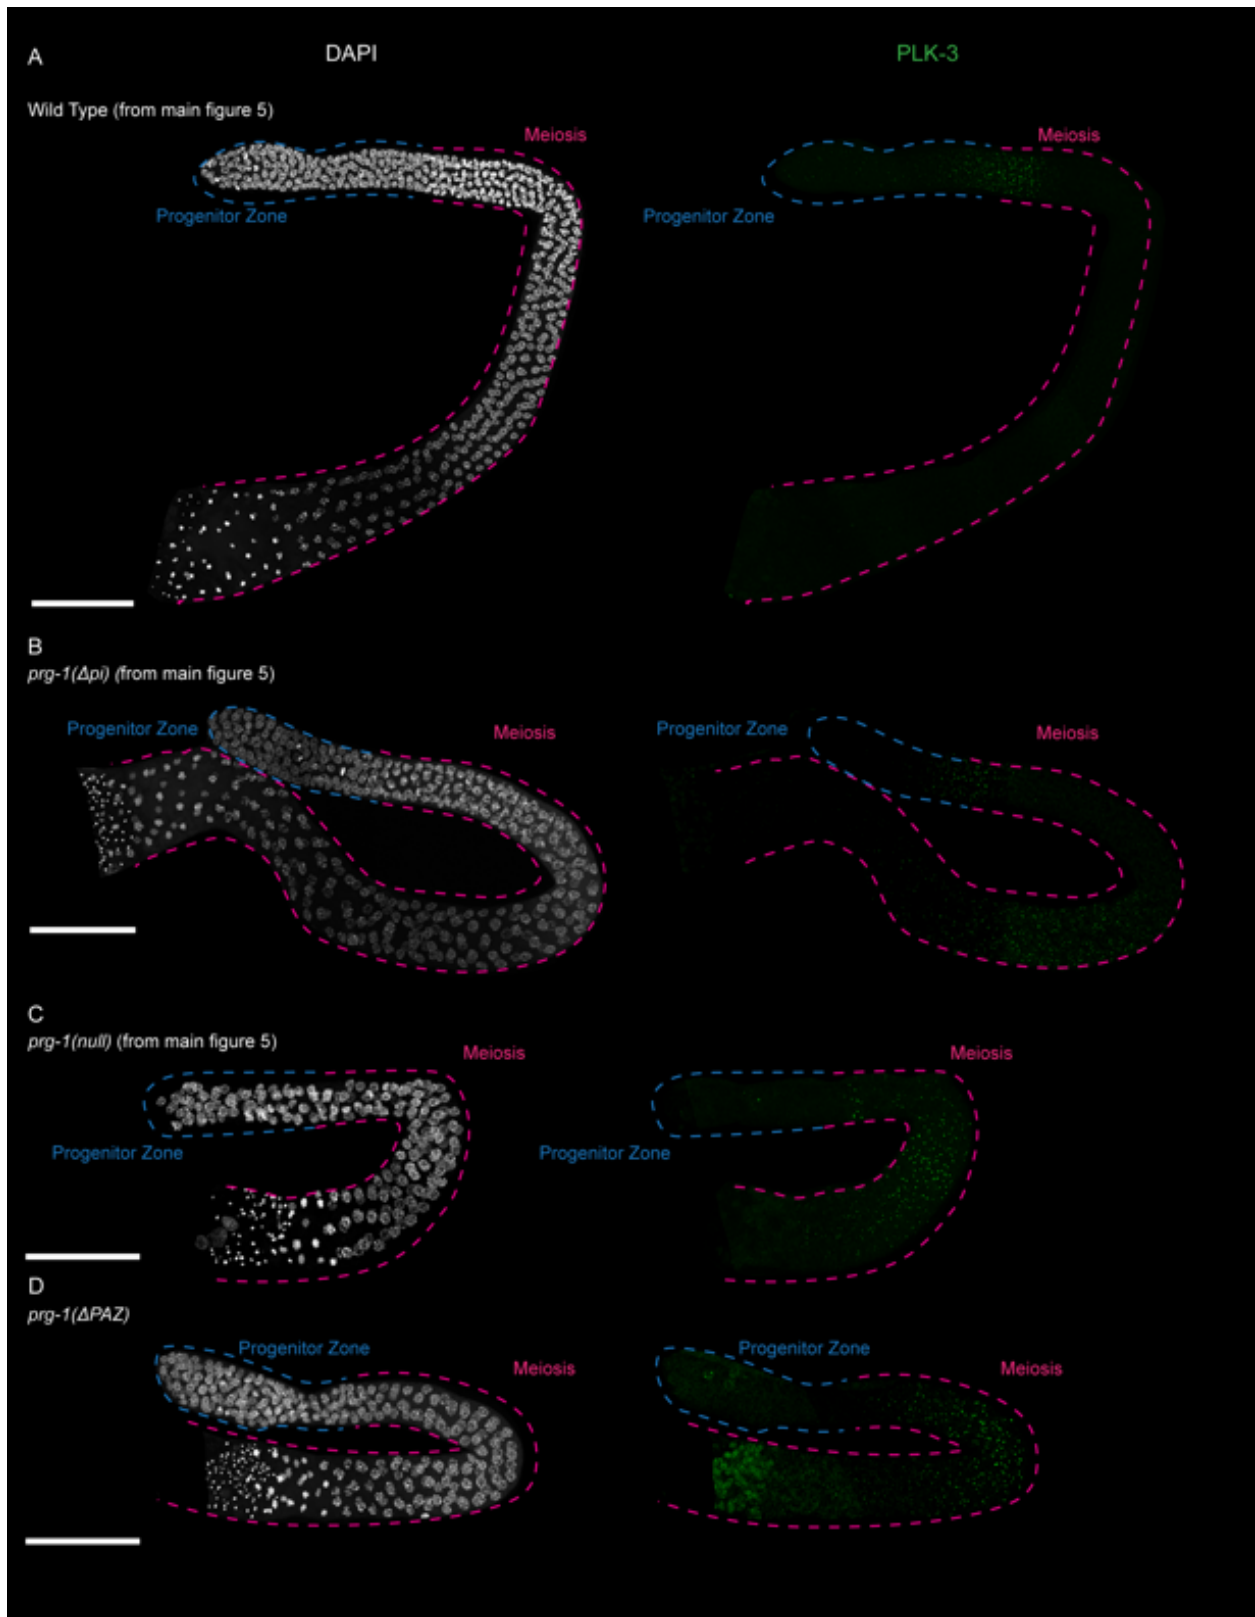 A
DAPI
PLK-3
Wild Type (from main figure 5)
Meiosis
Meiosis
Progenitor Zone
Progenitor Zone
B
prg-1(Δpi) (from main figure 5)
Progenitor Zone
Meiosis
Progenitor Zone
Meiosis
C
prg-1(null) (from main figure 5)
Meiosis
Meiosis
Progenitor Zone
Progenitor Zone
D
prg-1(ΔPAZ)
Progenitor Zone
Meiosis
Progenitor Zone
Meiosis